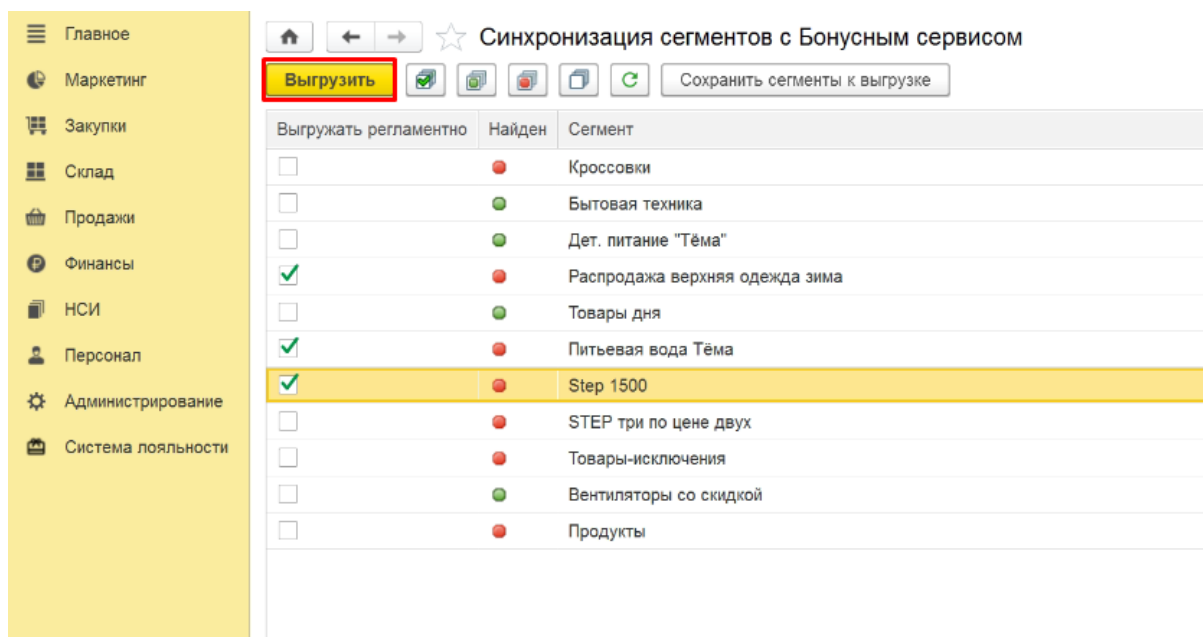 Главное
Маркетинг
Закупки
Склад
Продажи
Финансы
НСИ
Персонал
Администрирование
Система лояльности
Синхронизация сегментов с Бонусным сервисом
Выгрузить Сохранить сегменты к выгрузке
Выгружать регламентно Найден Сегмент
Кроссовки
Бытовая техника
Дет. питание "Тёма"
Распродажа верхняя одежда зима
Товары дня
Питьевая вода Тёма
Step 1500
STEP три по цене двух
Товары-исключения
Вентиляторы со скидкой
Продукты